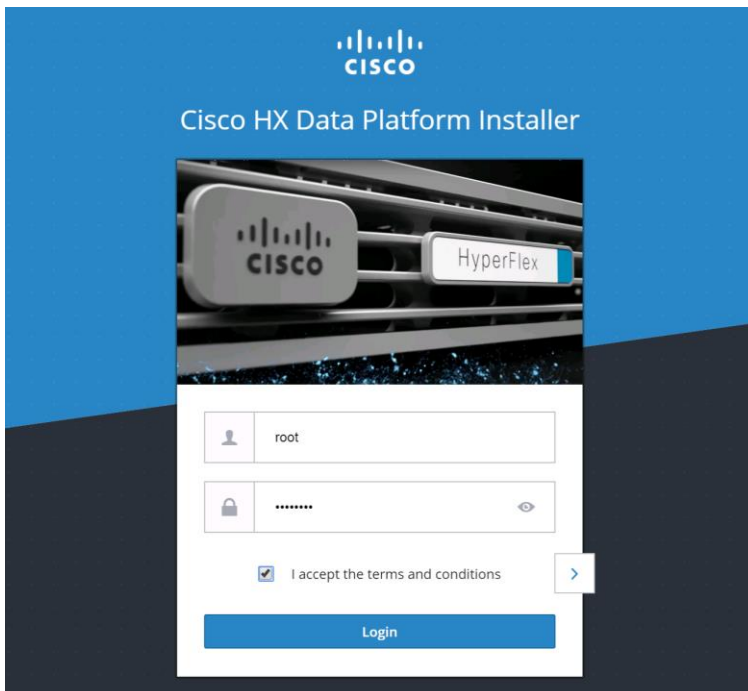 CISCO
Cisco HX Data Platform Installer
CISCO
HyperFlex
root
••••••••
I accept the terms and conditions
Login